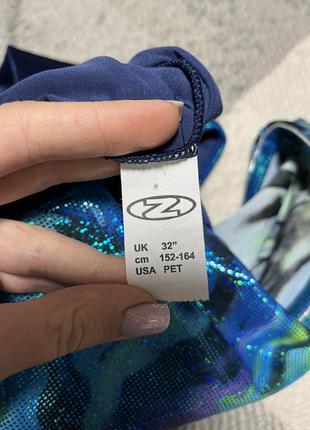 Z
UK 32"
cm 152-164
USA PET